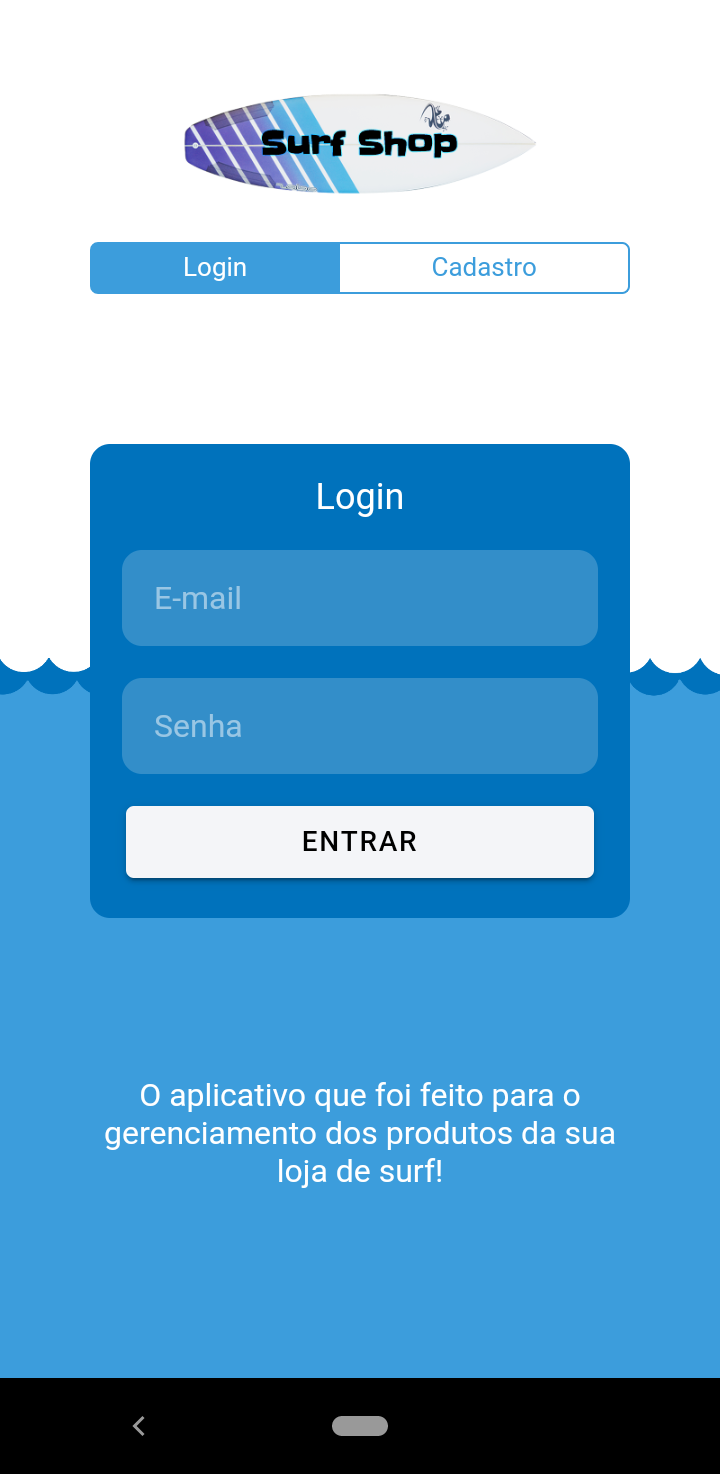 Surf Shop
Login
Cadastro
Login
E-mail
Senha
ENTRAR
O aplicativo que foi feito para o
gerenciamento dos produtos da sua
loja de surf!